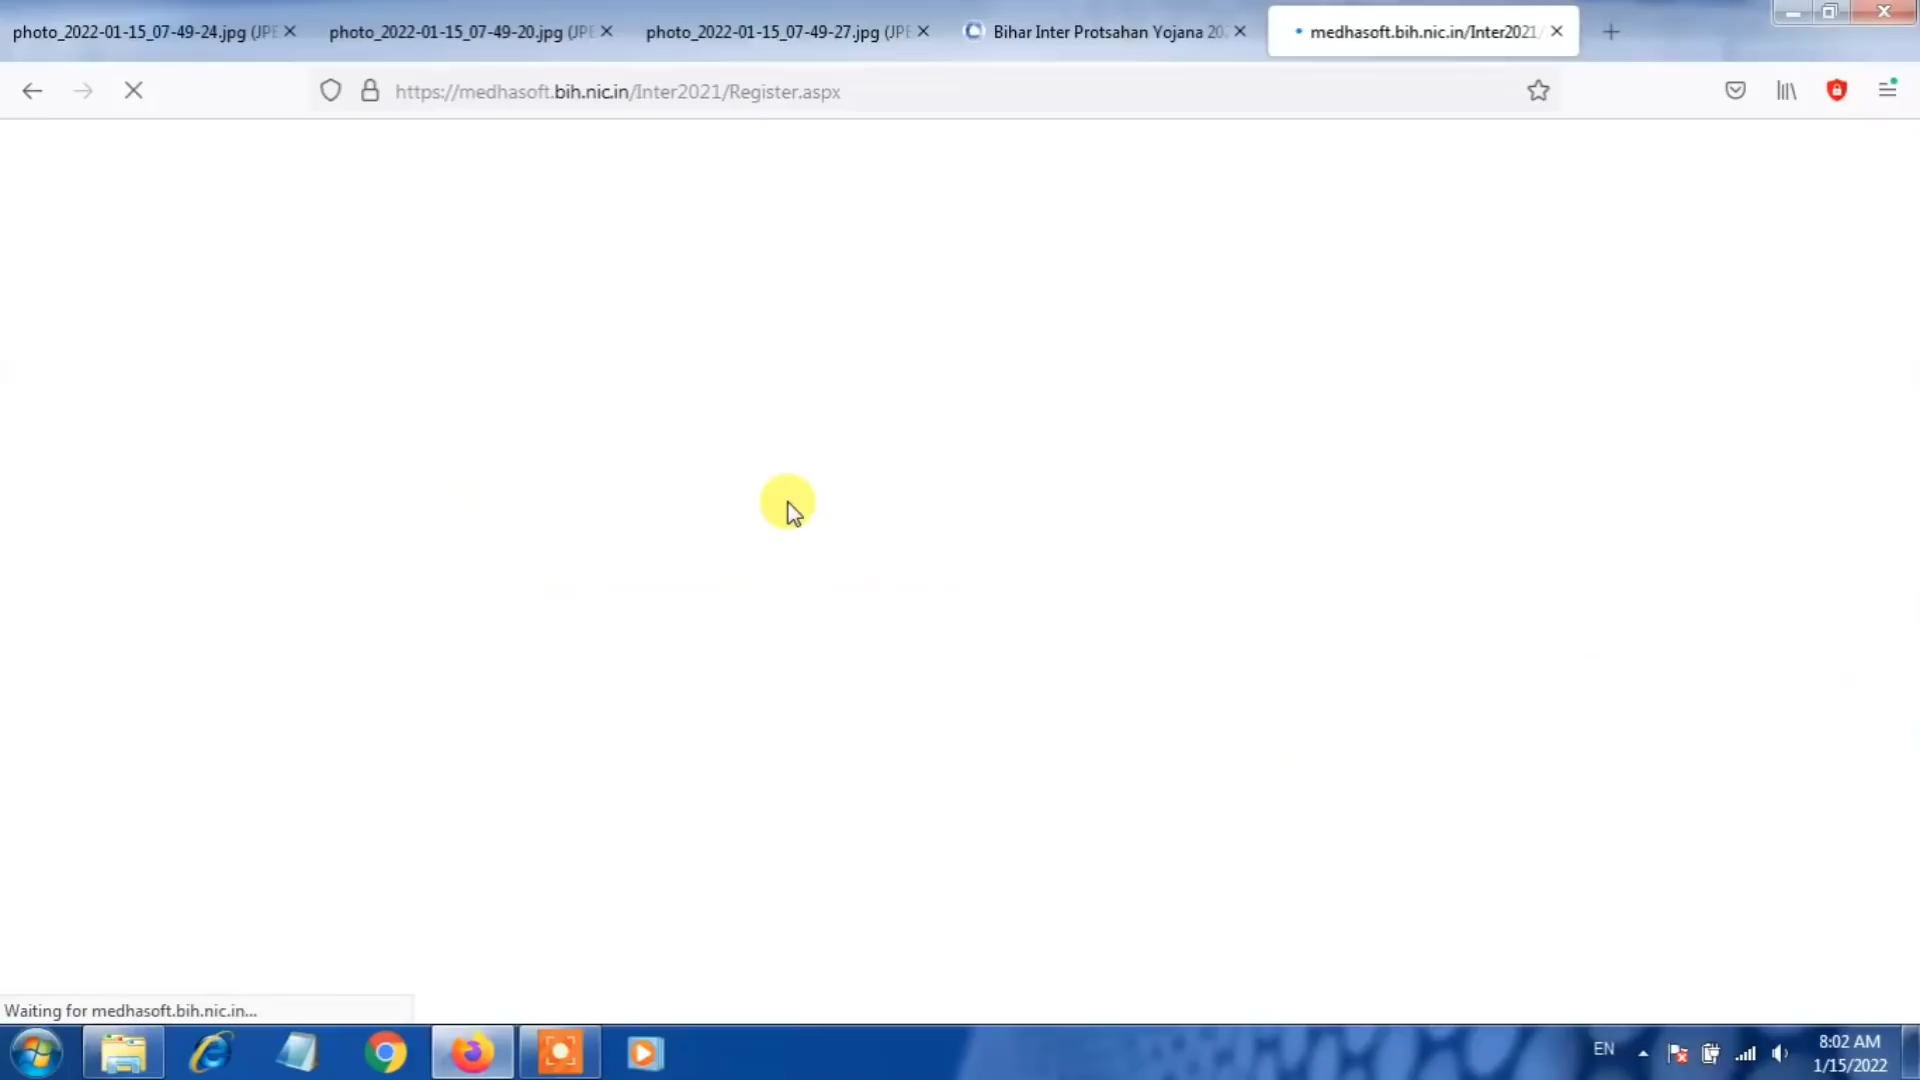 photo_2022-01-15_07-49-24.jpg (JPE
photo_2022-01-15_07-49-20.jpg (JPE
photo_2022-01-15_07-49-27.jpg (JPE
Bihar Inter Protsahan Yojana 202
medhasoft.bih.nic.in/Inter2021/
https://medhasoft.bih.nic.in/Inter2021/Register.aspx
Waiting for medhasoft.bih.nic.in...
EN
8:02 AM
1/15/2022